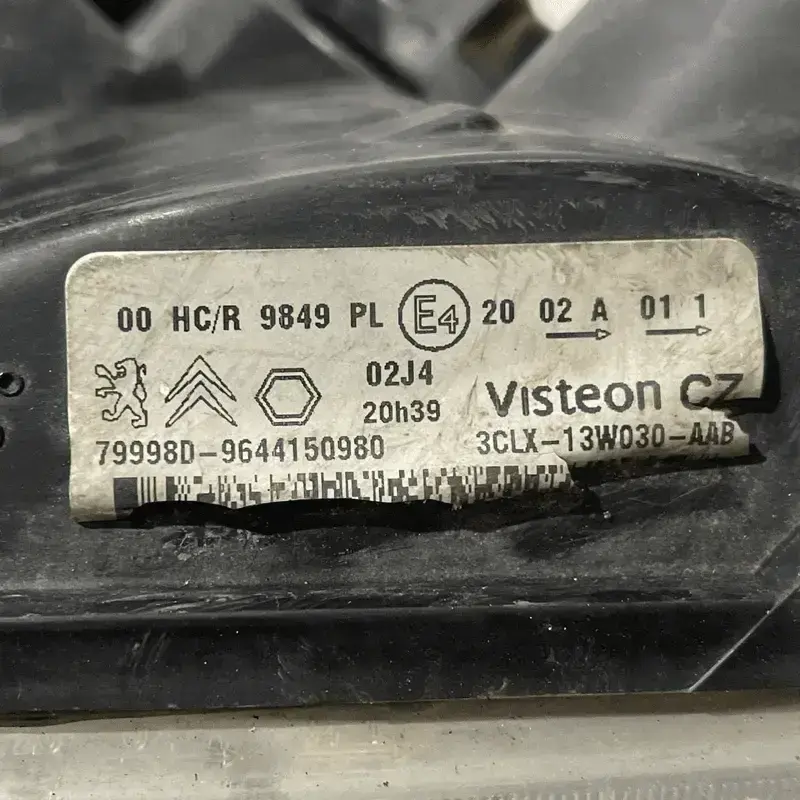 00 HC/R 9849 PL E4 20 02 A 01 1
02J4
20h39
Visteon CZ
79998D-9644150980 3CLX-13W030-AAB